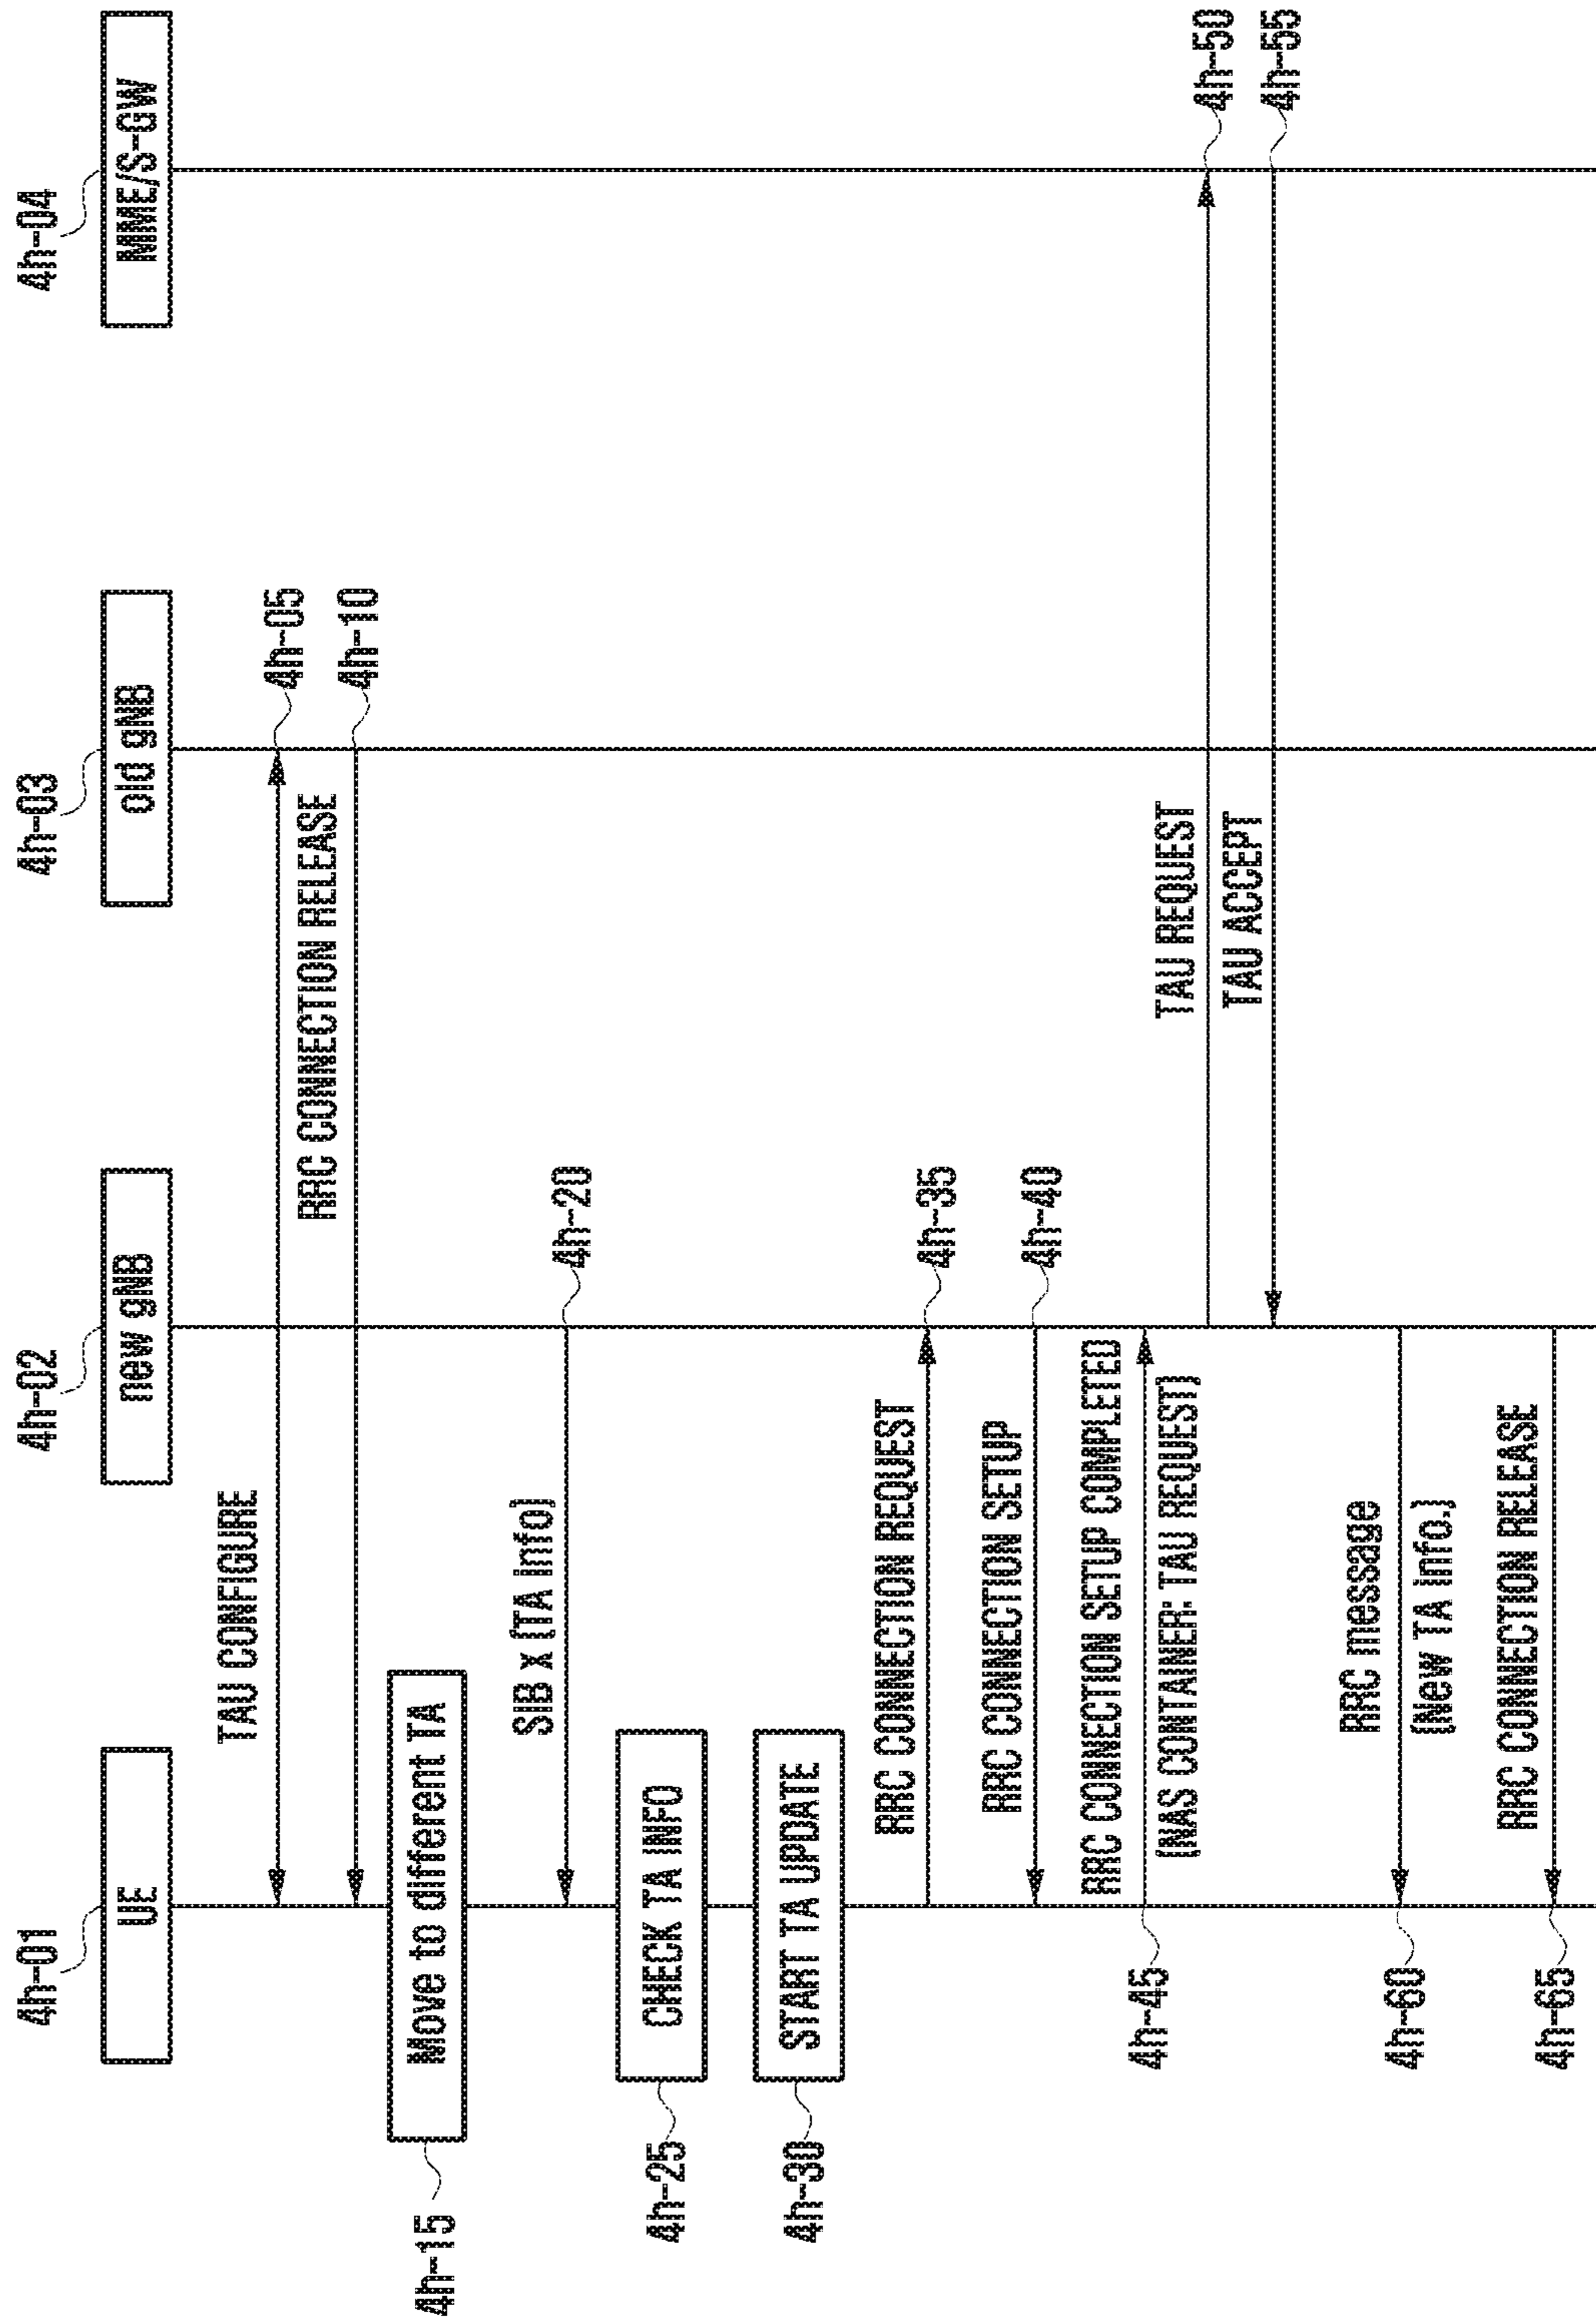 4h-01
4h-02
4h-03
4h-04
UE
new gNB
old gNB
MME/S-GW
TAU CONFIGURE
4h-05
RRC CONNECTION RELEASE
4h-10
4h-15
Move to different TA
SIB x (TA info)
4h-20
4h-25
CHECK TA INFO
4h-30
START TA UPDATE
RRC CONNECTION REQUEST
4h-35
RRC CONNECTION SETUP
4h-40
RRC CONNECTION SETUP COMPLETED
(NAS CONTAINER: TAU REQUEST)
4h-45
TAU REQUEST
4h-50
TAU ACCEPT
4h-55
RRC message
(New TA info.)
4h-60
RRC CONNECTION RELEASE
4h-65